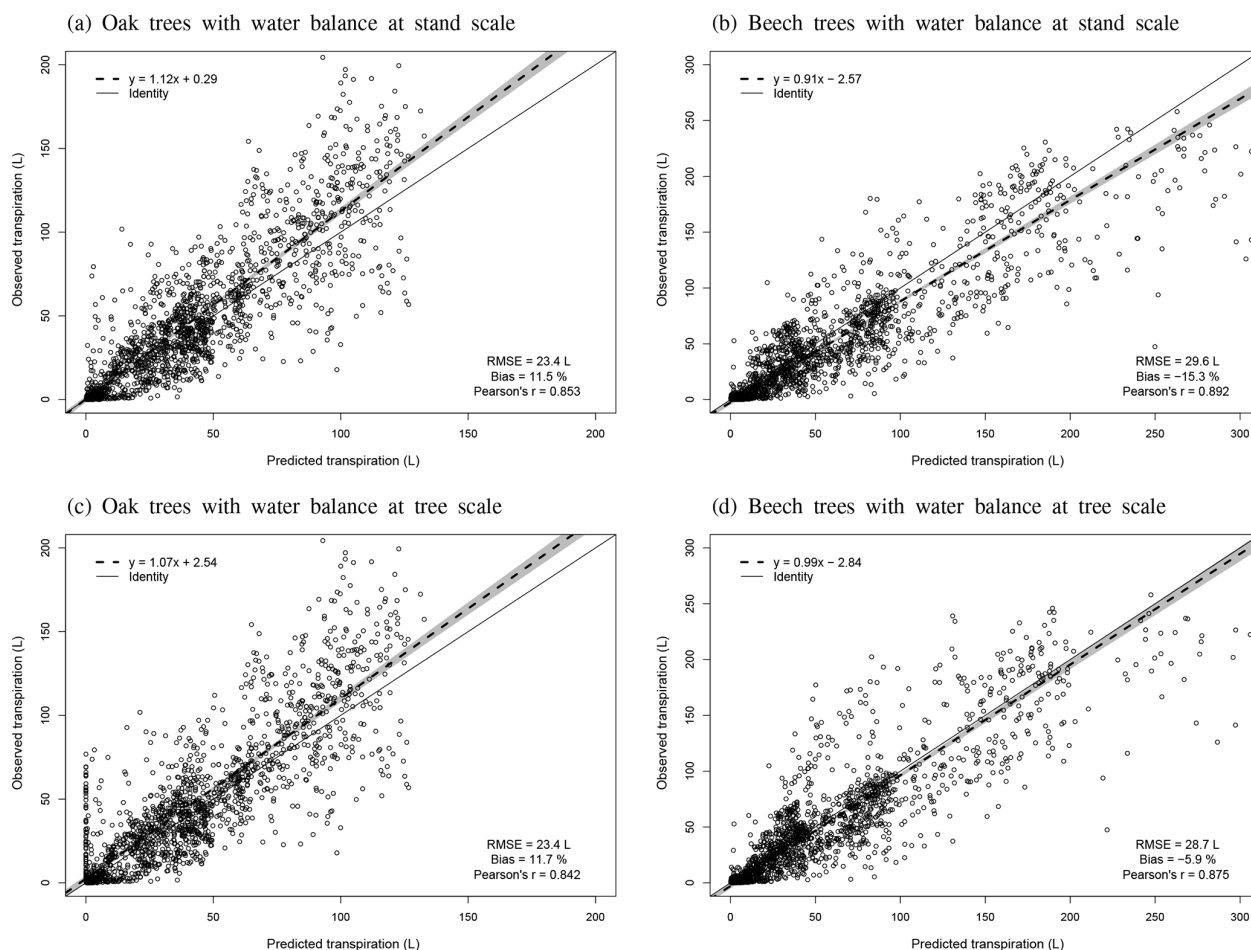 (a) Oak trees with water balance at stand scale
200
150
100
50
0
Observed transpiration (L)
y = 1.12x + 0.29
Identity
RMSE = 23.4 L
Bias = 11.5 %
Pearson's r = 0.853
0 50 100 150 200
Predicted transpiration (L)
(b) Beech trees with water balance at stand scale
300
250
200
150
100
50
0
Observed transpiration (L)
y = 0.91x − 2.57
Identity
RMSE = 29.6 L
Bias = −15.3 %
Pearson's r = 0.892
0 50 100 150 200 250 300
Predicted transpiration (L)
(c) Oak trees with water balance at tree scale
200
150
100
50
0
Observed transpiration (L)
y = 1.07x + 2.54
Identity
RMSE = 23.4 L
Bias = 11.7 %
Pearson's r = 0.842
0 50 100 150 200
Predicted transpiration (L)
(d) Beech trees with water balance at tree scale
300
250
200
150
100
50
0
Observed transpiration (L)
y = 0.99x − 2.84
Identity
RMSE = 28.7 L
Bias = −5.9 %
Pearson's r = 0.875
0 50 100 150 200 250 300
Predicted transpiration (L)